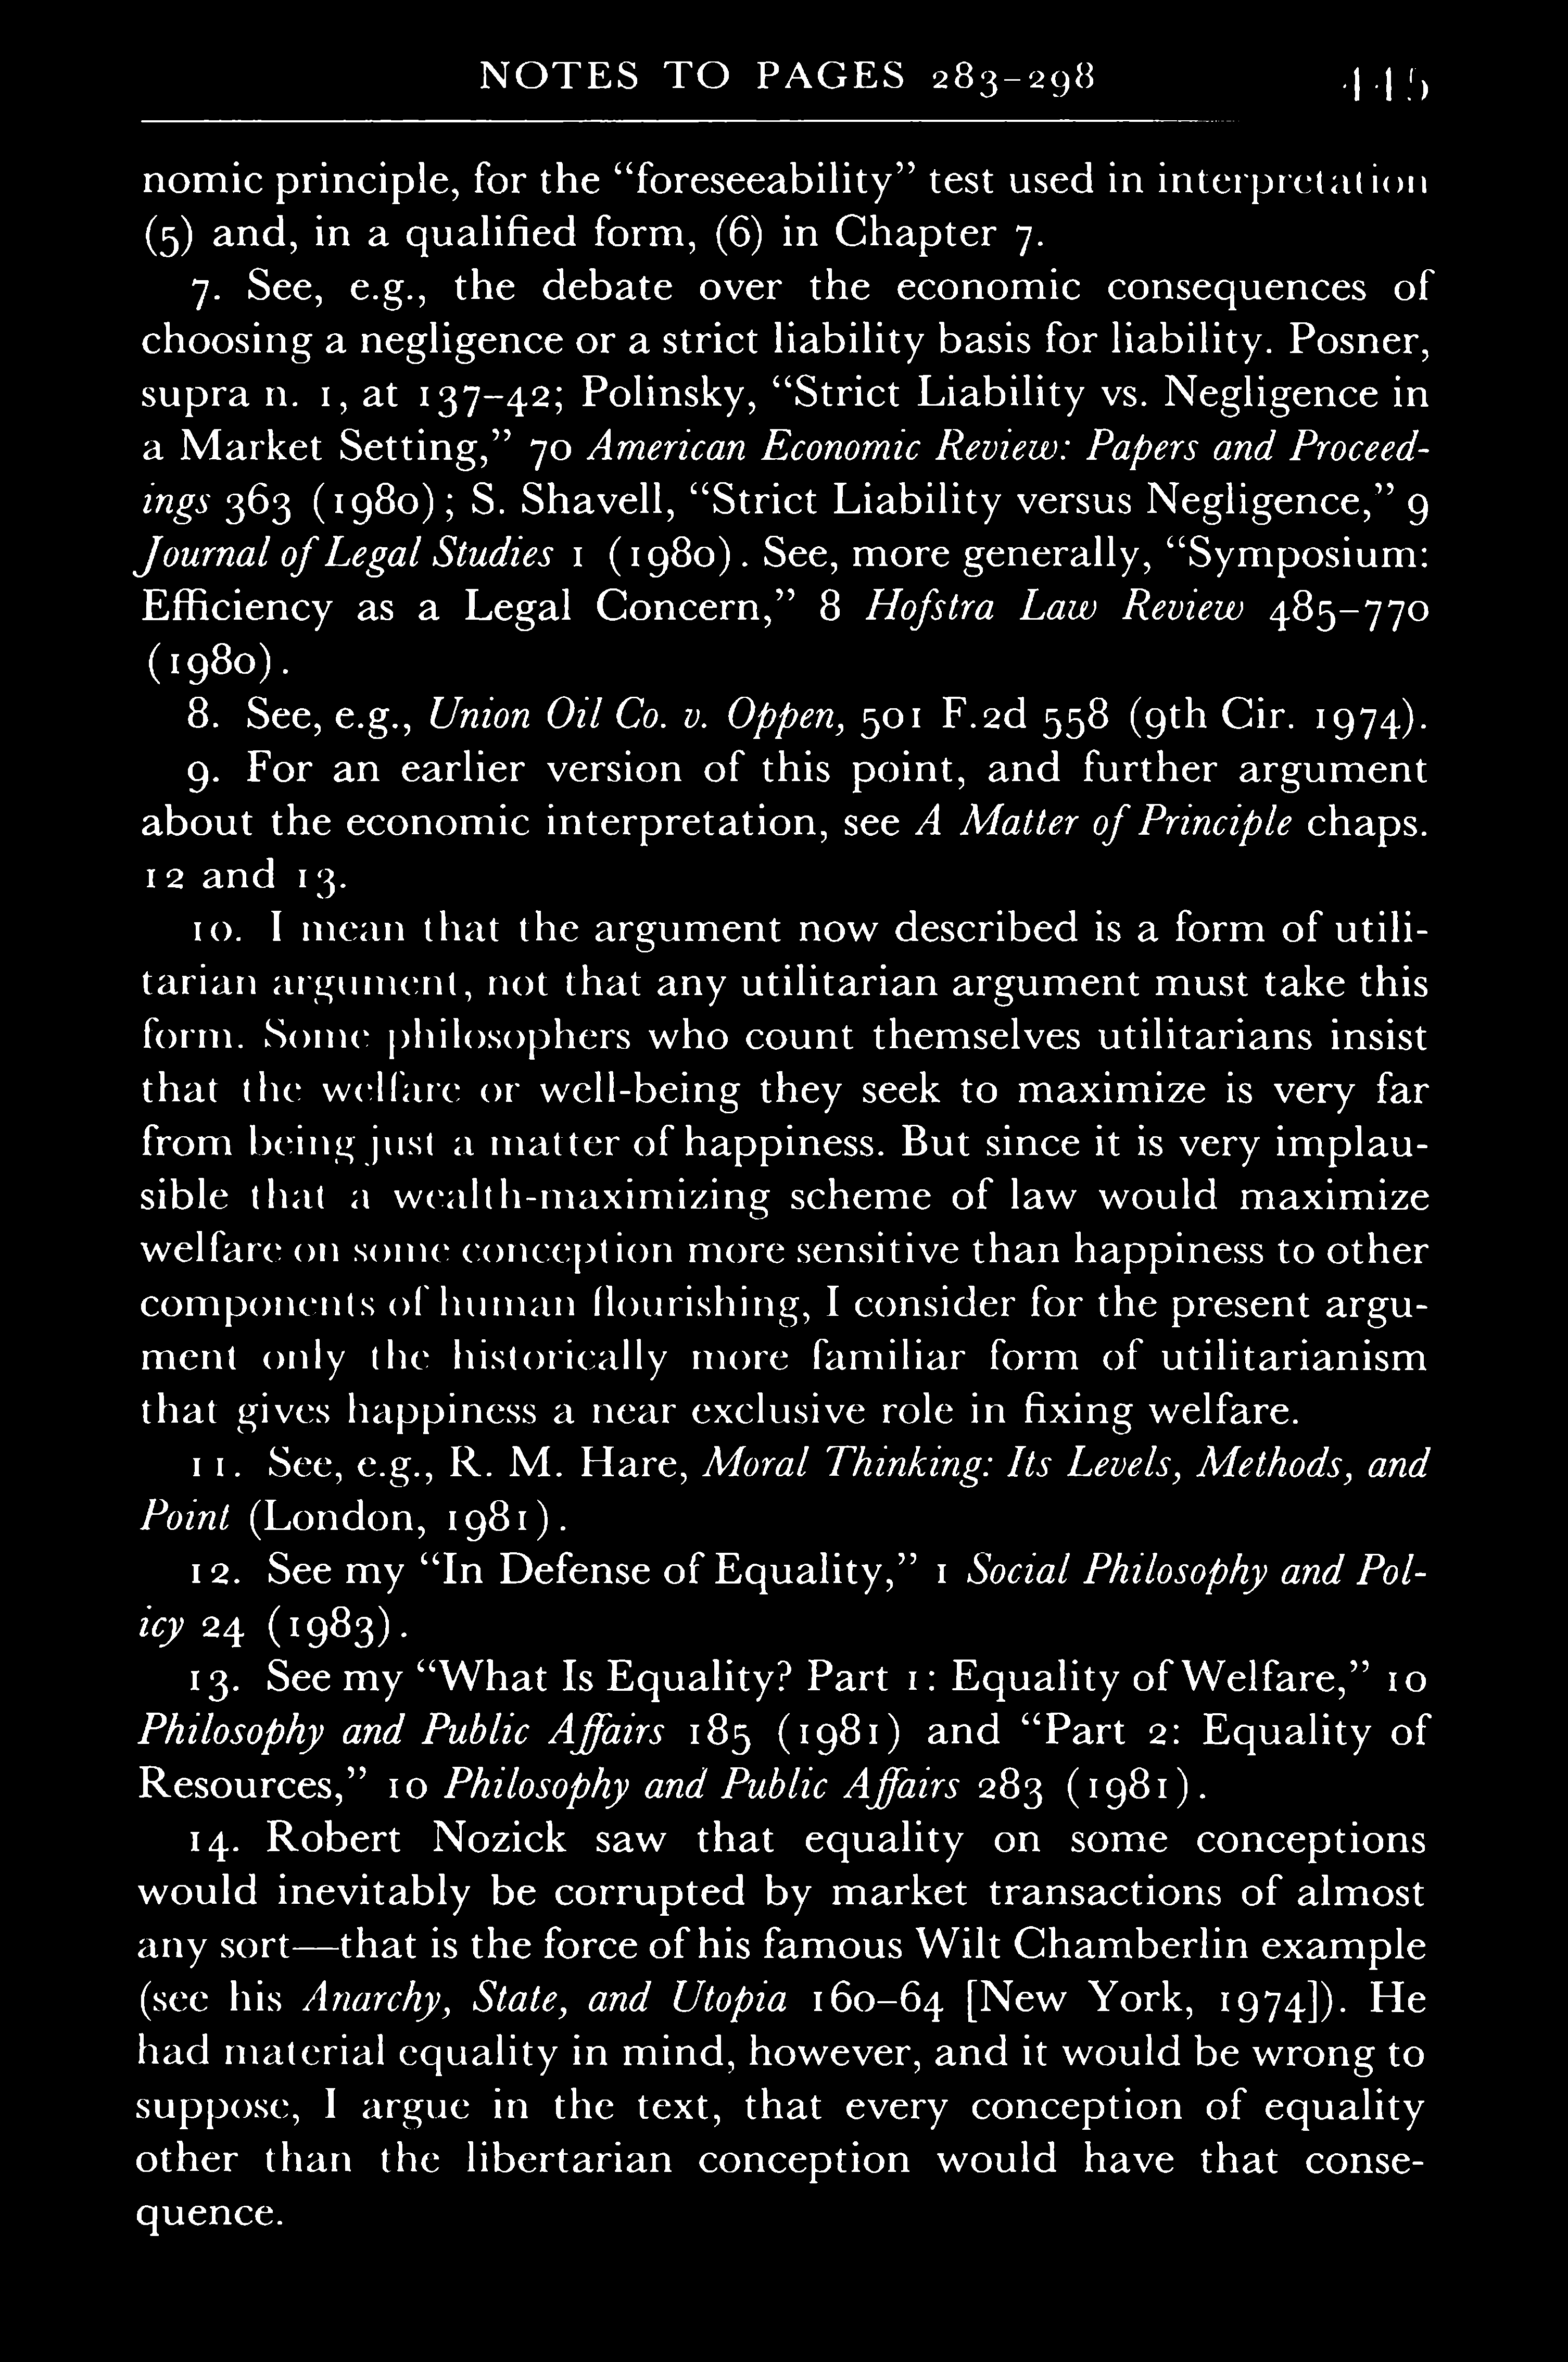 NOTES TO PAGES 283–298 445
nomic principle, for the “foreseeability” test used in interpretation
(5) and, in a qualified form, (6) in Chapter 7.
7. See, e.g., the debate over the economic consequences of
choosing a negligence or a strict liability basis for liability. Posner,
supra n. 1, at 137–42; Polinsky, “Strict Liability vs. Negligence in
a Market Setting,” 70 American Economic Review: Papers and Proceed-
ings 363 (1980); S. Shavell, “Strict Liability versus Negligence,” 9
Journal of Legal Studies 1 (1980). See, more generally, “Symposium:
Efficiency as a Legal Concern,” 8 Hofstra Law Review 485–770
(1980).
8. See, e.g., Union Oil Co. v. Oppen, 501 F.2d 558 (9th Cir. 1974).
9. For an earlier version of this point, and further argument
about the economic interpretation, see A Matter of Principle chaps.
12 and 13.
10. I mean that the argument now described is a form of utili-
tarian argument, not that any utilitarian argument must take this
form. Some philosophers who count themselves utilitarians insist
that the welfare or well-being they seek to maximize is very far
from being just a matter of happiness. But since it is very implau-
sible that a wealth-maximizing scheme of law would maximize
welfare on some conception more sensitive than happiness to other
components of human flourishing, I consider for the present argu-
ment only the historically more familiar form of utilitarianism
that gives happiness a near exclusive role in fixing welfare.
11. See, e.g., R. M. Hare, Moral Thinking: Its Levels, Methods, and
Point (London, 1981).
12. See my “In Defense of Equality,” 1 Social Philosophy and Pol-
icy 24 (1983).
13. See my “What Is Equality? Part 1: Equality of Welfare,” 10
Philosophy and Public Affairs 185 (1981) and “Part 2: Equality of
Resources,” 10 Philosophy and Public Affairs 283 (1981).
14. Robert Nozick saw that equality on some conceptions
would inevitably be corrupted by market transactions of almost
any sort—that is the force of his famous Wilt Chamberlin example
(see his Anarchy, State, and Utopia 160–64 [New York, 1974]). He
had material equality in mind, however, and it would be wrong to
suppose, I argue in the text, that every conception of equality
other than the libertarian conception would have that conse-
quence.